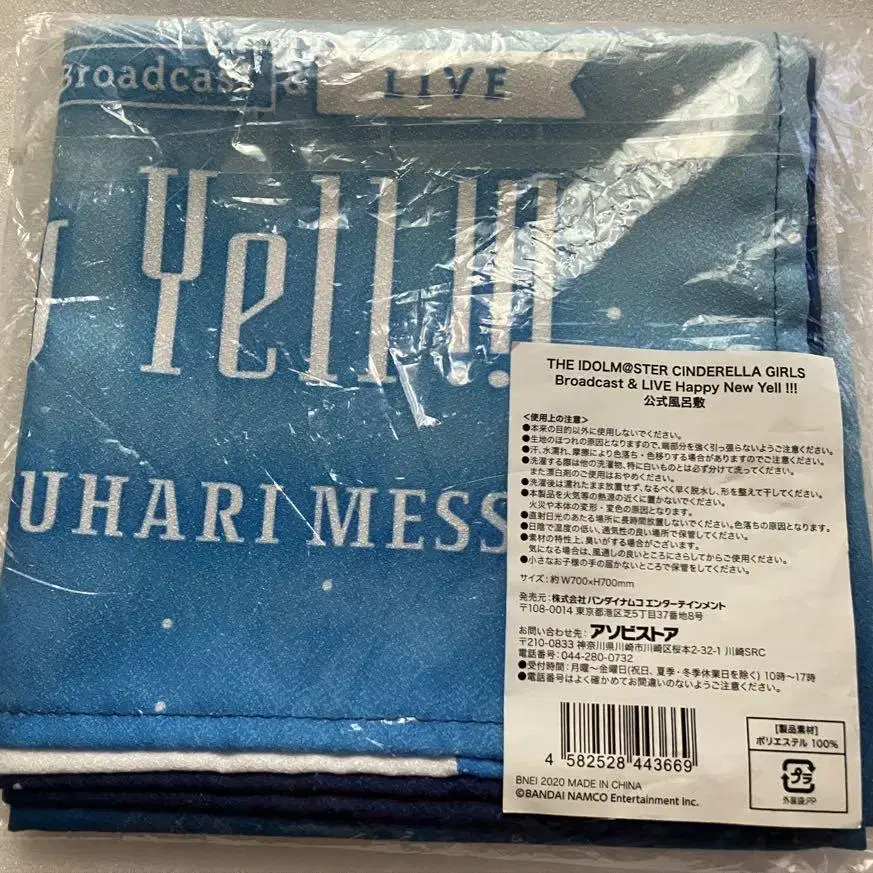 Broadcast &
LIVE
Yell !!!
UHARI MESS
THE IDOLM@STER CINDERELLA GIRLS
Broadcast & LIVE Happy New Yell !!!
公式風呂敷
<使用上の注意>
●本来の目的以外に使用しないでください。
●生地のほつれの原因となりますので、端部分を強く引っ張らないようご注意ください。
●汗、水濡れ、摩擦により色落ち・色移りする場合がありますのでご注意ください。
●洗濯する際は他の洗濯物、特に白いものとは必ず分けて洗ってください。
また漂白剤のご使用はおやめください。
●洗濯後は濡れたまま放置せず、なるべく早く脱水し、形を整えて干してください。
●本製品を火気等の熱源の近くに置かないでください。
火災や本体の変形・変色の原因となります。
●直射日光のあたる場所に長時間放置しないでください。色落ちの原因となります。
●日陰で温度の低い、通気性の良い場所で保管してください。
●素材の特性上、臭いがする場合がございます。
気になる場合は、風通しの良いところにさらしてからご使用ください。
●小さなお子様の手の届かないところで保管をしてください。
サイズ:約 W700×H700mm
発売元:株式会社バンダイナムコエンターテインメント
〒108-0014 東京都港区芝5丁目37番地8号
お問い合わせ先:アソビストア
〒210-0833 神奈川県川崎市川崎区桜本2-32-1 川崎SRC
電話番号:044-280-0732
●受付時間:月曜〜金曜日(祝日、夏季・冬季休業日を除く) 10時〜17時
●電話番号はよく確かめてお間違いのないようご注意ください。
4 582528 443669
BNEI 2020 MADE IN CHINA
©BANDAI NAMCO Entertainment Inc.
[製品素材]
ポリエステル 100%
プラ
外装袋:PP